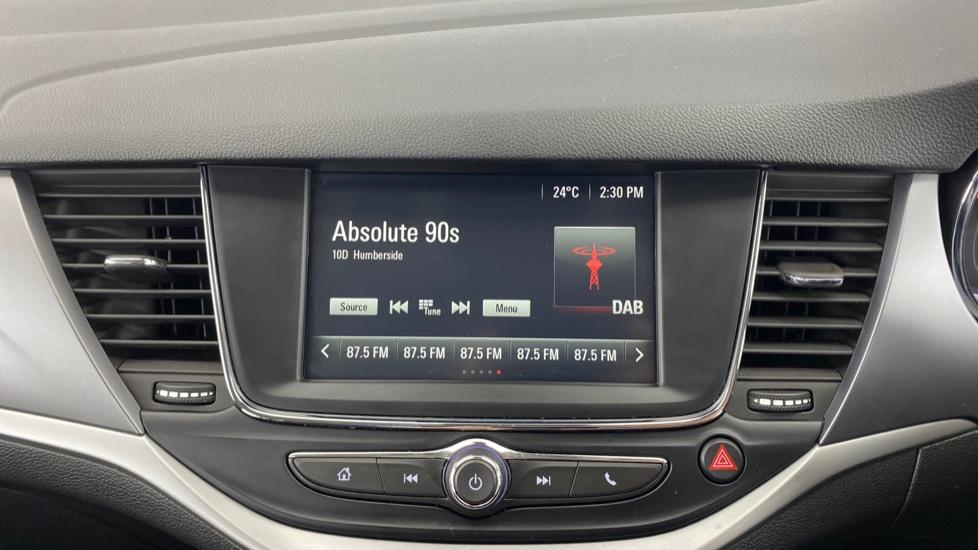 24°C 2:30 PM
Absolute 90s
10D Humberside
Source Tune Menu
DAB
87.5 FM 87.5 FM 87.5 FM 87.5 FM 87.5 FM